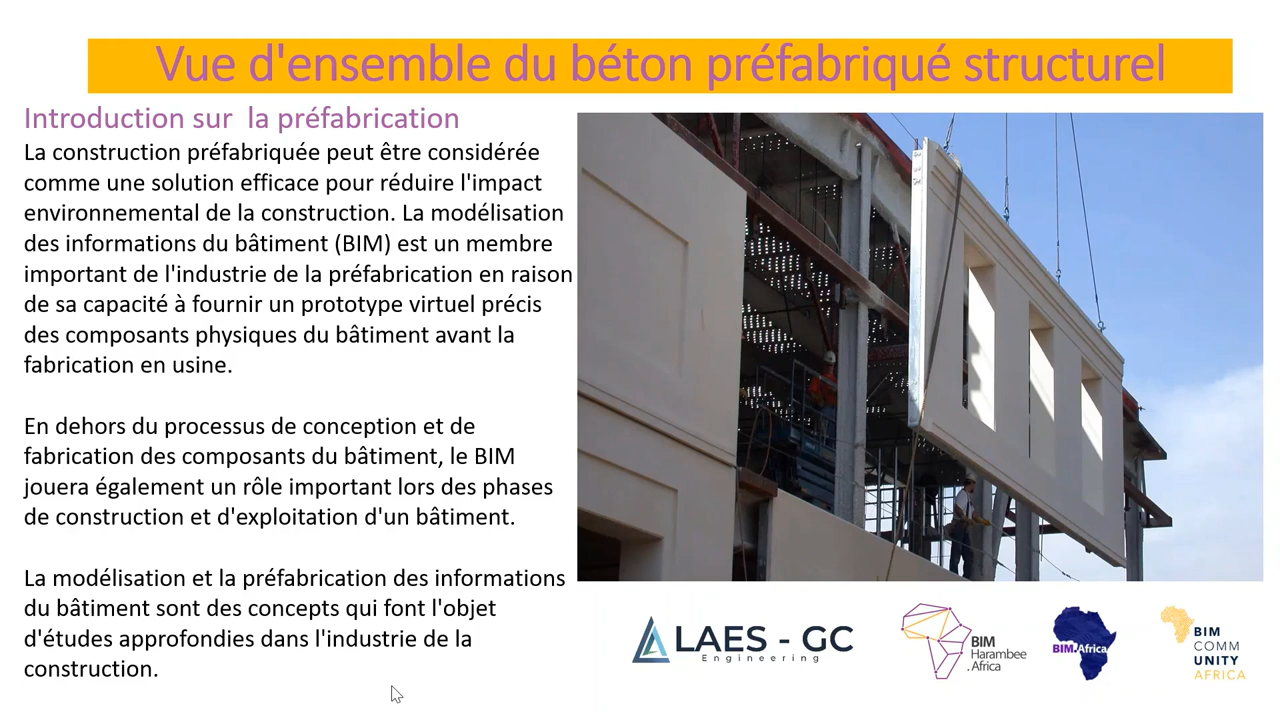 Vue d'ensemble du béton préfabriqué structurel
Introduction sur  la préfabrication
La construction préfabriquée peut être considérée
comme une solution efficace pour réduire l'impact
environnemental de la construction. La modélisation
des informations du bâtiment (BIM) est un membre
important de l'industrie de la préfabrication en raison
de sa capacité à fournir un prototype virtuel précis
des composants physiques du bâtiment avant la
fabrication en usine.
En dehors du processus de conception et de
fabrication des composants du bâtiment, le BIM
jouera également un rôle important lors des phases
de construction et d'exploitation d'un bâtiment.
La modélisation et la préfabrication des informations
du bâtiment sont des concepts qui font l'objet
d'études approfondies dans l'industrie de la
construction.
LAES - GC
Engineering
BIM
Harambee
.Africa
BIM.Africa
BIM
COMM
UNITY
AFRICA